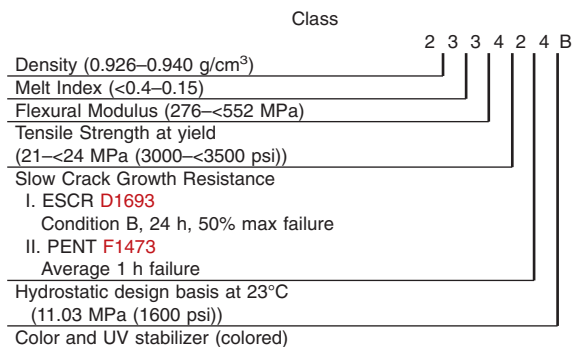 Class
2 3 3 4 2 4 B
Density (0.926–0.940 g/cm³)
Melt Index (<0.4–0.15)
Flexural Modulus (276–<552 MPa)
Tensile Strength at yield
(21–<24 MPa (3000–<3500 psi))
Slow Crack Growth Resistance
I. ESCR D1693
Condition B, 24 h, 50% max failure
II. PENT F1473
Average 1 h failure
Hydrostatic design basis at 23°C
(11.03 MPa (1600 psi))
Color and UV stabilizer (colored)